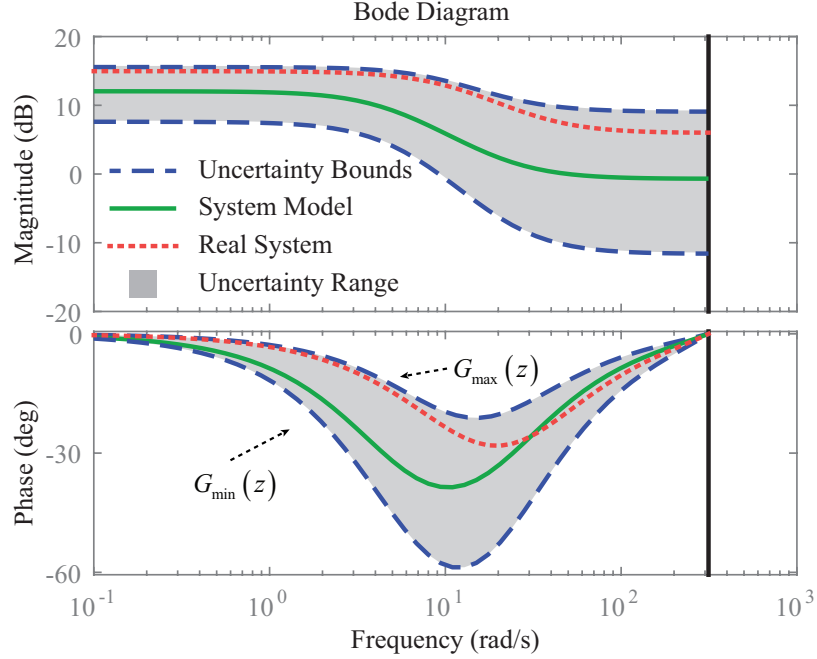 Bode Diagram
Magnitude (dB)
20
10
0
-10
-20
Uncertainty Bounds
System Model
Real System
Uncertainty Range
Phase (deg)
0
-30
-60
G_max (z)
G_min (z)
10^-1
10^0
10^1
10^2
10^3
Frequency (rad/s)